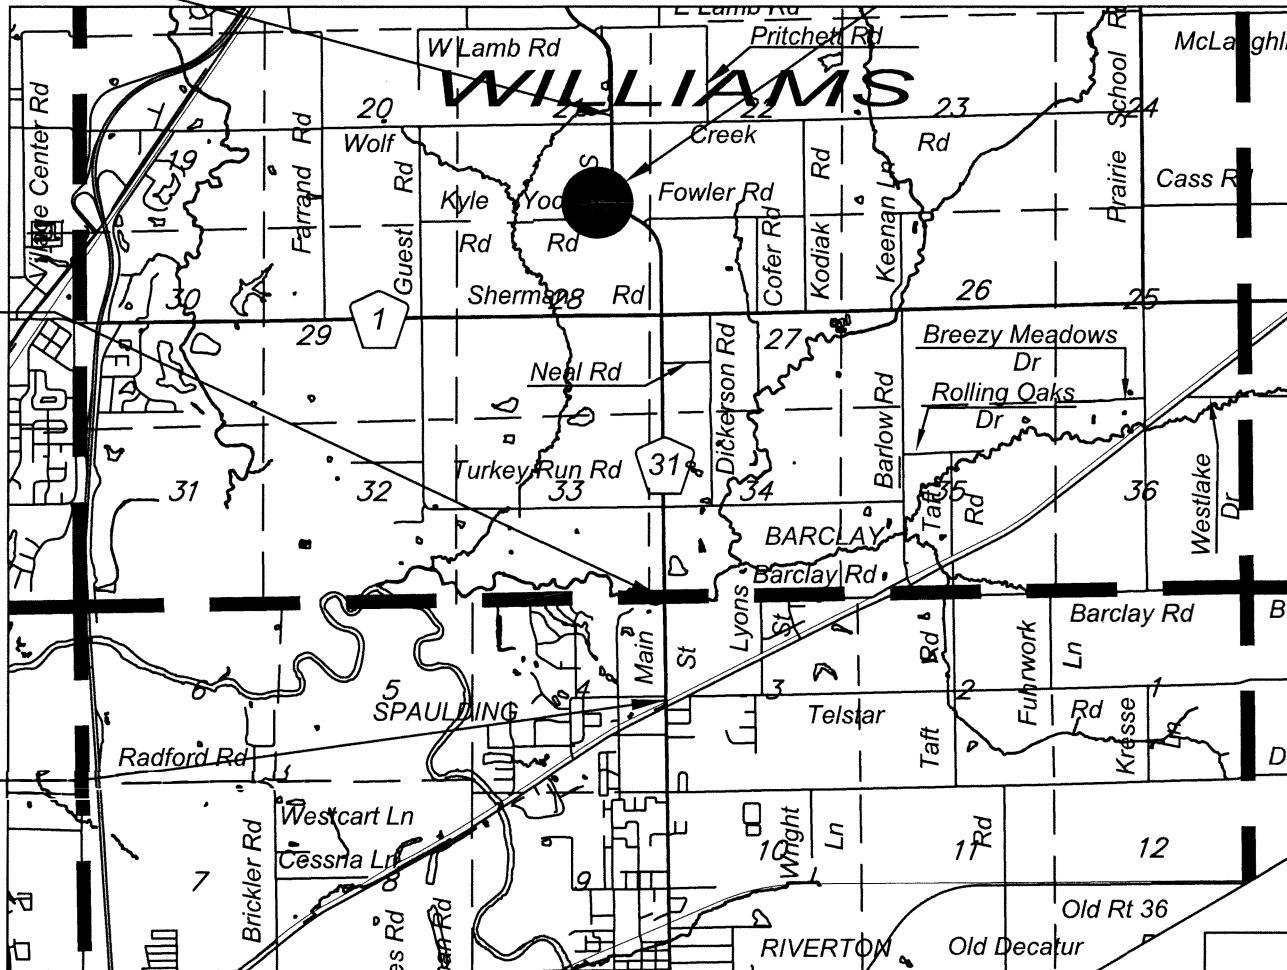 E Lamb Rd
W Lamb Rd
Pritchett Rd
WILLIAMS
Village Center Rd
Farrand Rd
Prairie School Rd
20
22
23
24
19
Wolf
Creek
Rd
S
Guest Rd
Kyle
Rd
Rd
Fowler Rd
Cofer Rd
Kodiak Rd
Keenan Ln
Cass Rd
30
29
1
Sherman
28
Rd
26
25
27
Neal Rd
Dickerson Rd
Barlow Rd
Breezy Meadows
Dr
Rolling Oaks
Dr
Turkey Run Rd
31
31
32
33
34
35
36
Taft Rd
Westlake Dr
BARCLAY
Barclay Rd
Lyons St
Main St
Barclay Rd
Taft Rd
Fuhrwork Ln
Kresse Ln
6
5
4
3
2
1
SPAULDING
Telstar
Rd
Radford Rd
Westcart Ln
Cessna Ln
Brickler Rd
Wright Ln
Rd
7
8
9
10
11
12
Old Rt 36
RIVERTON
Old Decatur